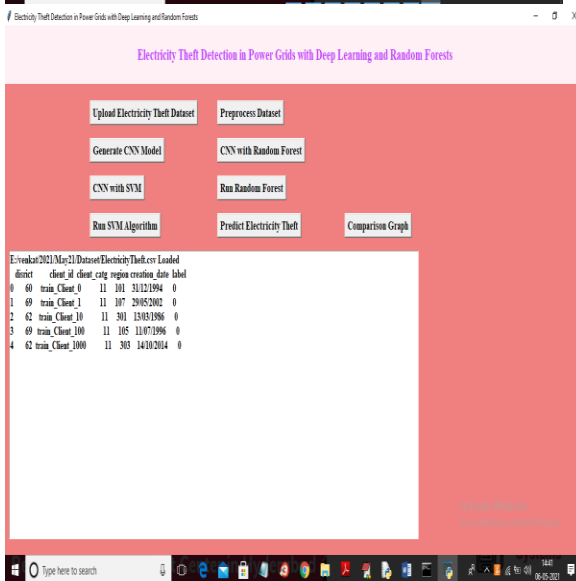 Electricity Theft Detection in Power Grids with Deep Learning and Random Forests
Electricity Theft Detection in Power Grids with Deep Learning and Random Forests
Upload Electricity Theft Dataset Preprocess Dataset
Generate CNN Model CNN with Random Forest
CNN with SVM Run Random Forest
Run SVM Algorithm Predict Electricity Theft Comparison Graph
E:/venkat/2021/May21/Dataset/ElectricityTheft.csv Loaded
disrict client_id client_catg region creation_date label
0 60 train_Client_0 11 101 31/12/1994 0
1 69 train_Client_1 11 107 29/05/2002 0
2 62 train_Client_10 11 301 13/03/1986 0
3 69 train_Client_100 11 105 11/07/1996 0
4 62 train_Client_1000 11 303 14/10/2014 0
Type here to search
14:41
06-05-2021